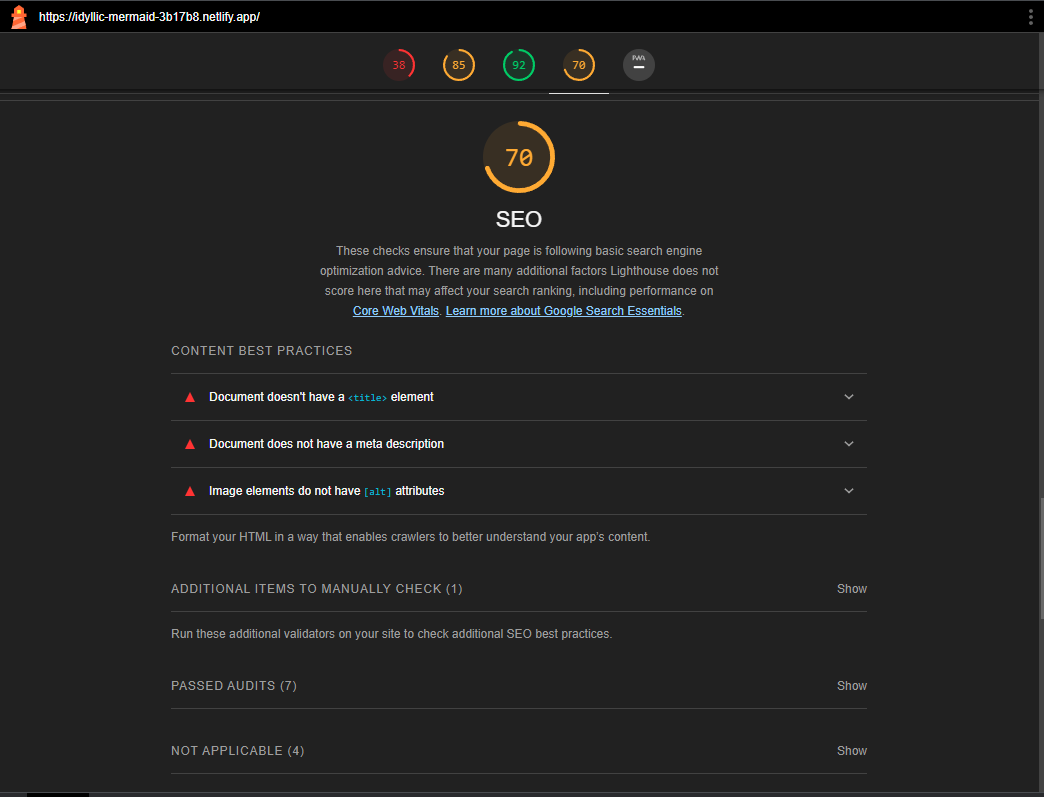 https://idyllic-mermaid-3b17b8.netlify.app/
38 85 92 70 PWA
70
SEO
These checks ensure that your page is following basic search engine
optimization advice. There are many additional factors Lighthouse does not
score here that may affect your search ranking, including performance on
Core Web Vitals. Learn more about Google Search Essentials.
CONTENT BEST PRACTICES
Document doesn't have a <title> element
Document does not have a meta description
Image elements do not have [alt] attributes
Format your HTML in a way that enables crawlers to better understand your app's content.
ADDITIONAL ITEMS TO MANUALLY CHECK (1) Show
Run these additional validators on your site to check additional SEO best practices.
PASSED AUDITS (7) Show
NOT APPLICABLE (4) Show